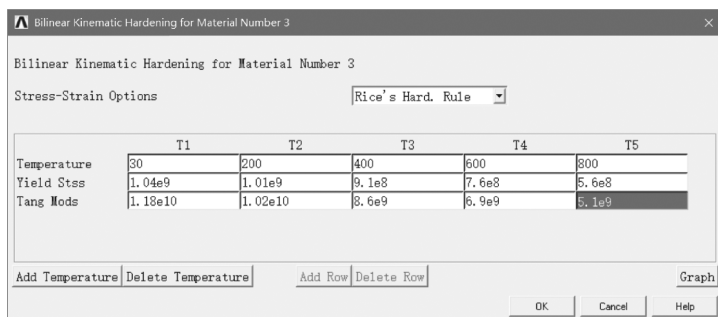 Bilinear Kinematic Hardening for Material Number 3
Bilinear Kinematic Hardening for Material Number 3
Stress-Strain Options Rice's Hard. Rule
T1 T2 T3 T4 T5
Temperature 30 200 400 600 800
Yield Stss 1.04e9 1.01e9 9.1e8 7.6e8 5.6e8
Tang Mods 1.18e10 1.02e10 8.6e9 6.9e9 5.1e9
Add Temperature Delete Temperature Add Row Delete Row Graph
OK Cancel Help